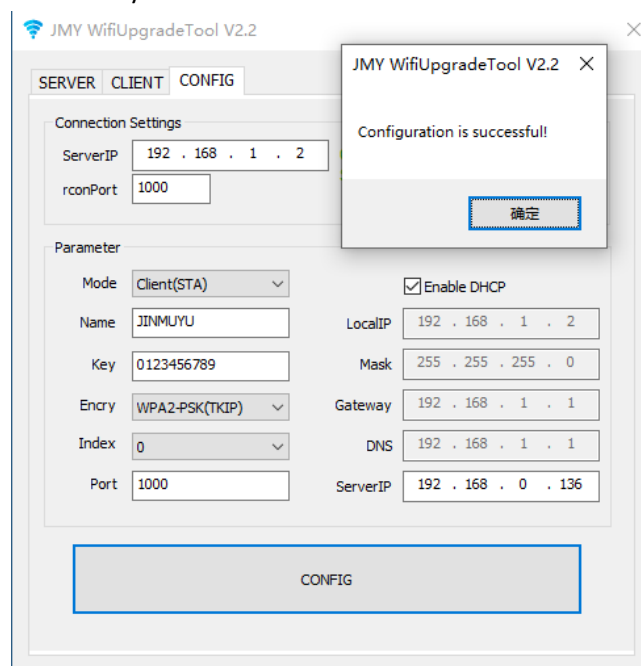 JMY WifiUpgradeTool V2.2
JMY WifiUpgradeTool V2.2
Configuration is successful!
确定
SERVER CLIENT CONFIG
Connection Settings
ServerIP 192 . 168 . 1 . 2
rconPort 1000
Parameter
Mode Client(STA) Enable DHCP
Name JINMUYU LocalIP 192 . 168 . 1 . 2
Key 0123456789 Mask 255 . 255 . 255 . 0
Encry WPA2-PSK(TKIP) Gateway 192 . 168 . 1 . 1
Index 0 DNS 192 . 168 . 1 . 1
Port 1000 ServerIP 192 . 168 . 0 . 136
CONFIG